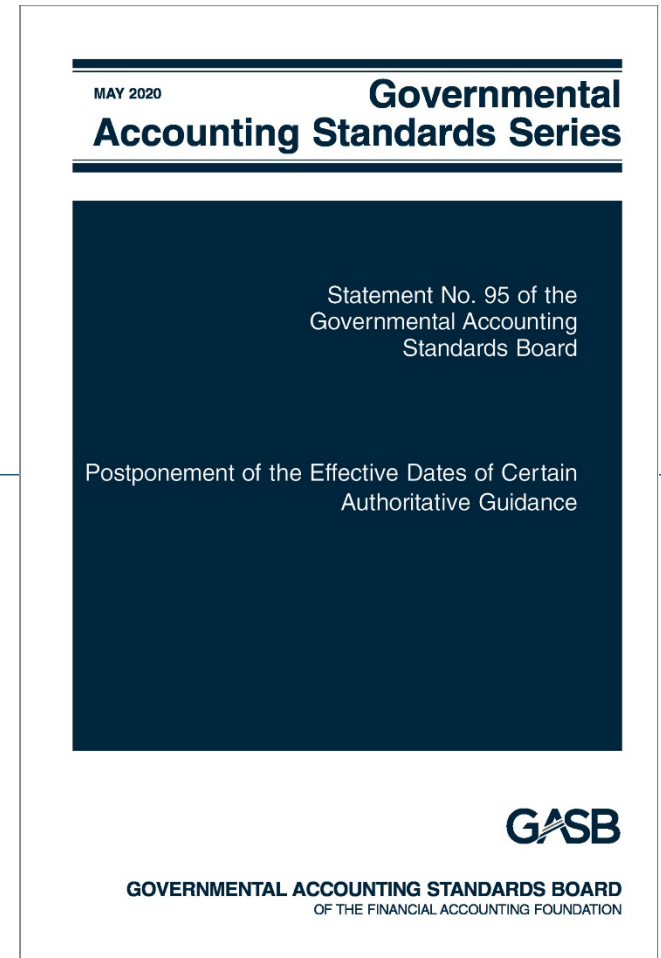 MAY 2020
Governmental
Accounting Standards Series
Statement No. 95 of the
Governmental Accounting
Standards Board
Postponement of the Effective Dates of Certain
Authoritative Guidance
GASB
GOVERNMENTAL ACCOUNTING STANDARDS BOARD
OF THE FINANCIAL ACCOUNTING FOUNDATION